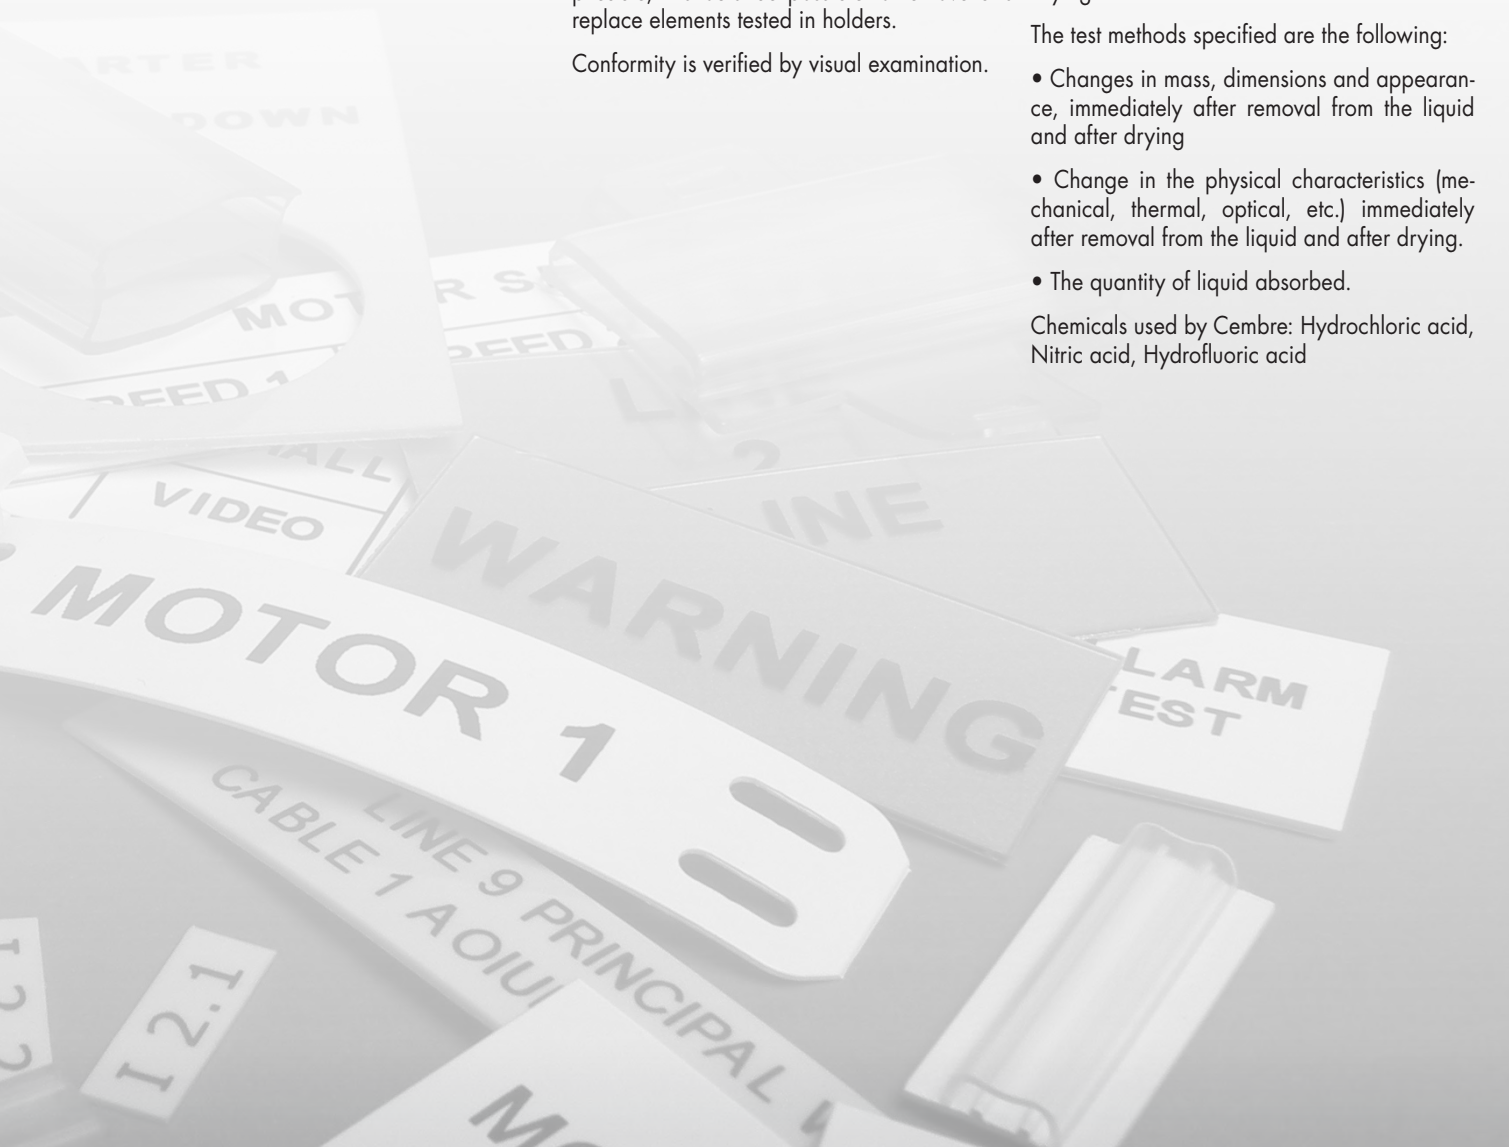 replace elements tested in holders.
Conformity is verified by visual examination.
The test methods specified are the following:
• Changes in mass, dimensions and appearan-
ce, immediately after removal from the liquid
and after drying
• Change in the physical characteristics (me-
chanical, thermal, optical, etc.) immediately
after removal from the liquid and after drying.
• The quantity of liquid absorbed.
Chemicals used by Cembre: Hydrochloric acid,
Nitric acid, Hydrofluoric acid
DOWN
VIDEO
WARNING
MOTOR 1
LINE 9 PRINCIPAL
CABLE 1
I 2.1